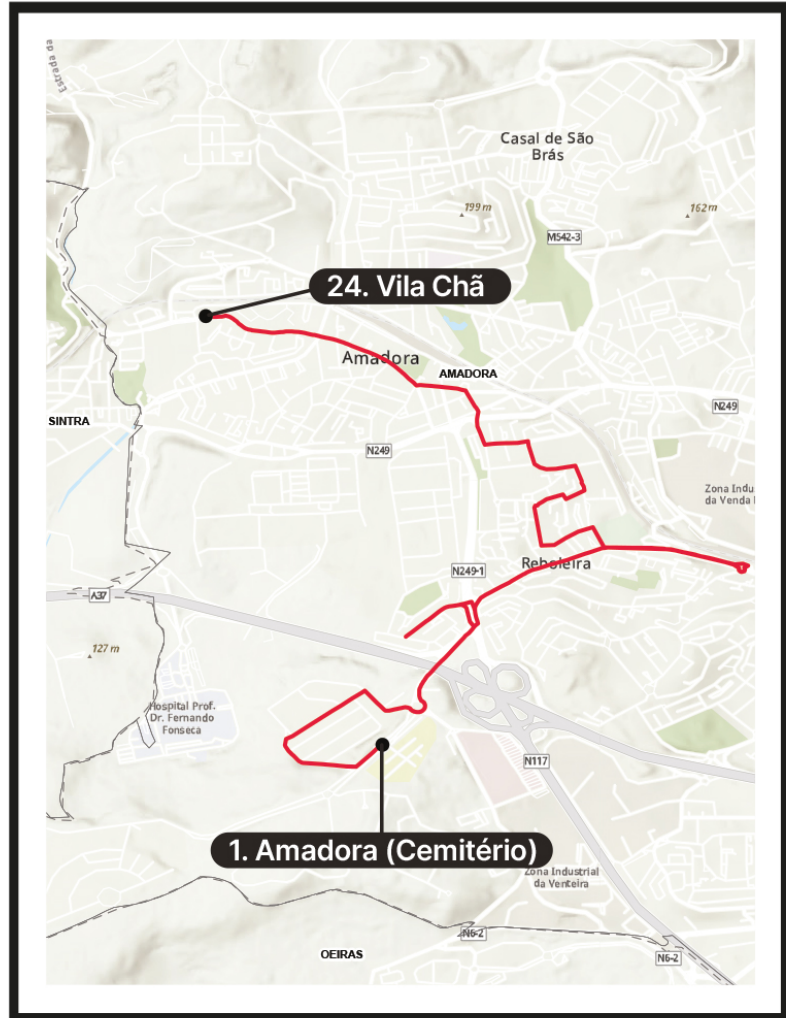 Estrada da
Casal de São
Brás
199 m
162 m
M542-3
24. Vila Chã
Amadora
AMADORA
SINTRA
N249
N249
Zona Indu
da Venda
N249-1
Reboleira
A37
127 m
Hospital Prof.
Dr. Fernando
Fonseca
N117
1. Amadora (Cemitério)
Zona Industrial
da Venteira
N6-2
OEIRAS
N6-2